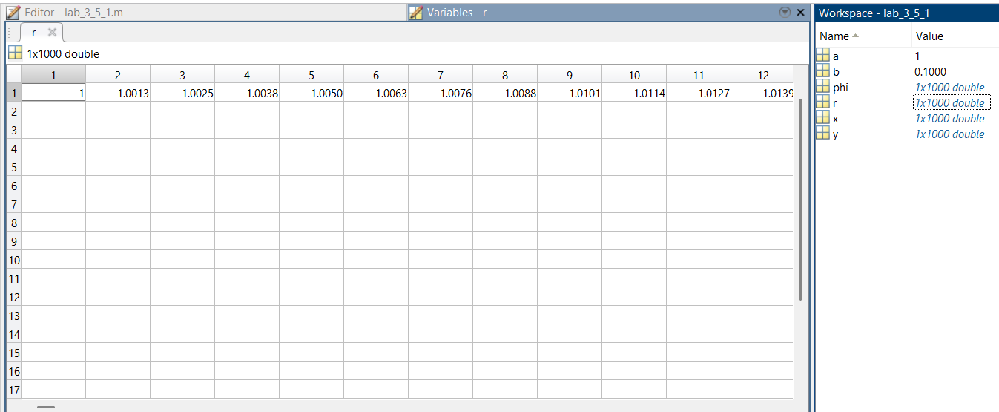 Editor - lab_3_5_1.m Variables - r Workspace - lab_3_5_1
r
Name Value
1x1000 double
a 1
b 0.1000
phi 1x1000 double
r 1x1000 double
x 1x1000 double
y 1x1000 double
1 2 3 4 5 6 7 8 9 10 11 12
1 1 1.0013 1.0025 1.0038 1.0050 1.0063 1.0076 1.0088 1.0101 1.0114 1.0127 1.0139
2
3
4
5
6
7
8
9
10
11
12
13
14
15
16
17